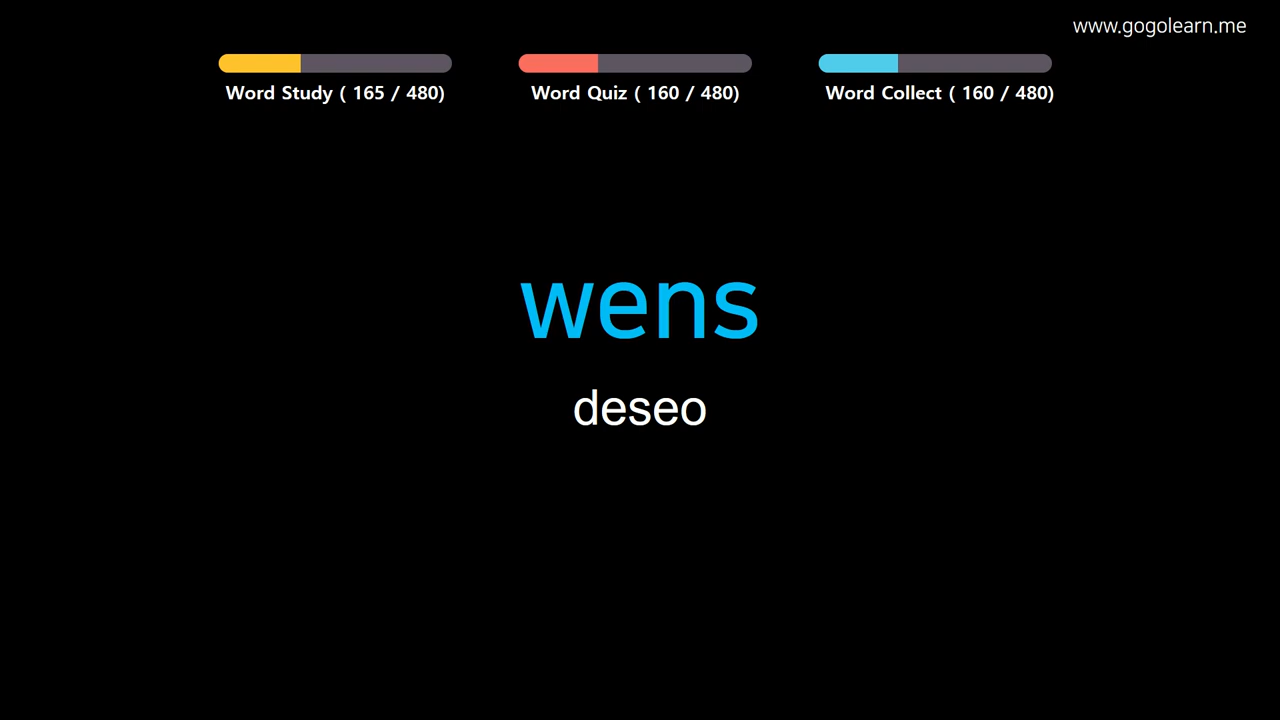 www.gogolearn.me
Word Study ( 165 / 480)
Word Quiz ( 160 / 480)
Word Collect ( 160 / 480)
wens
deseo